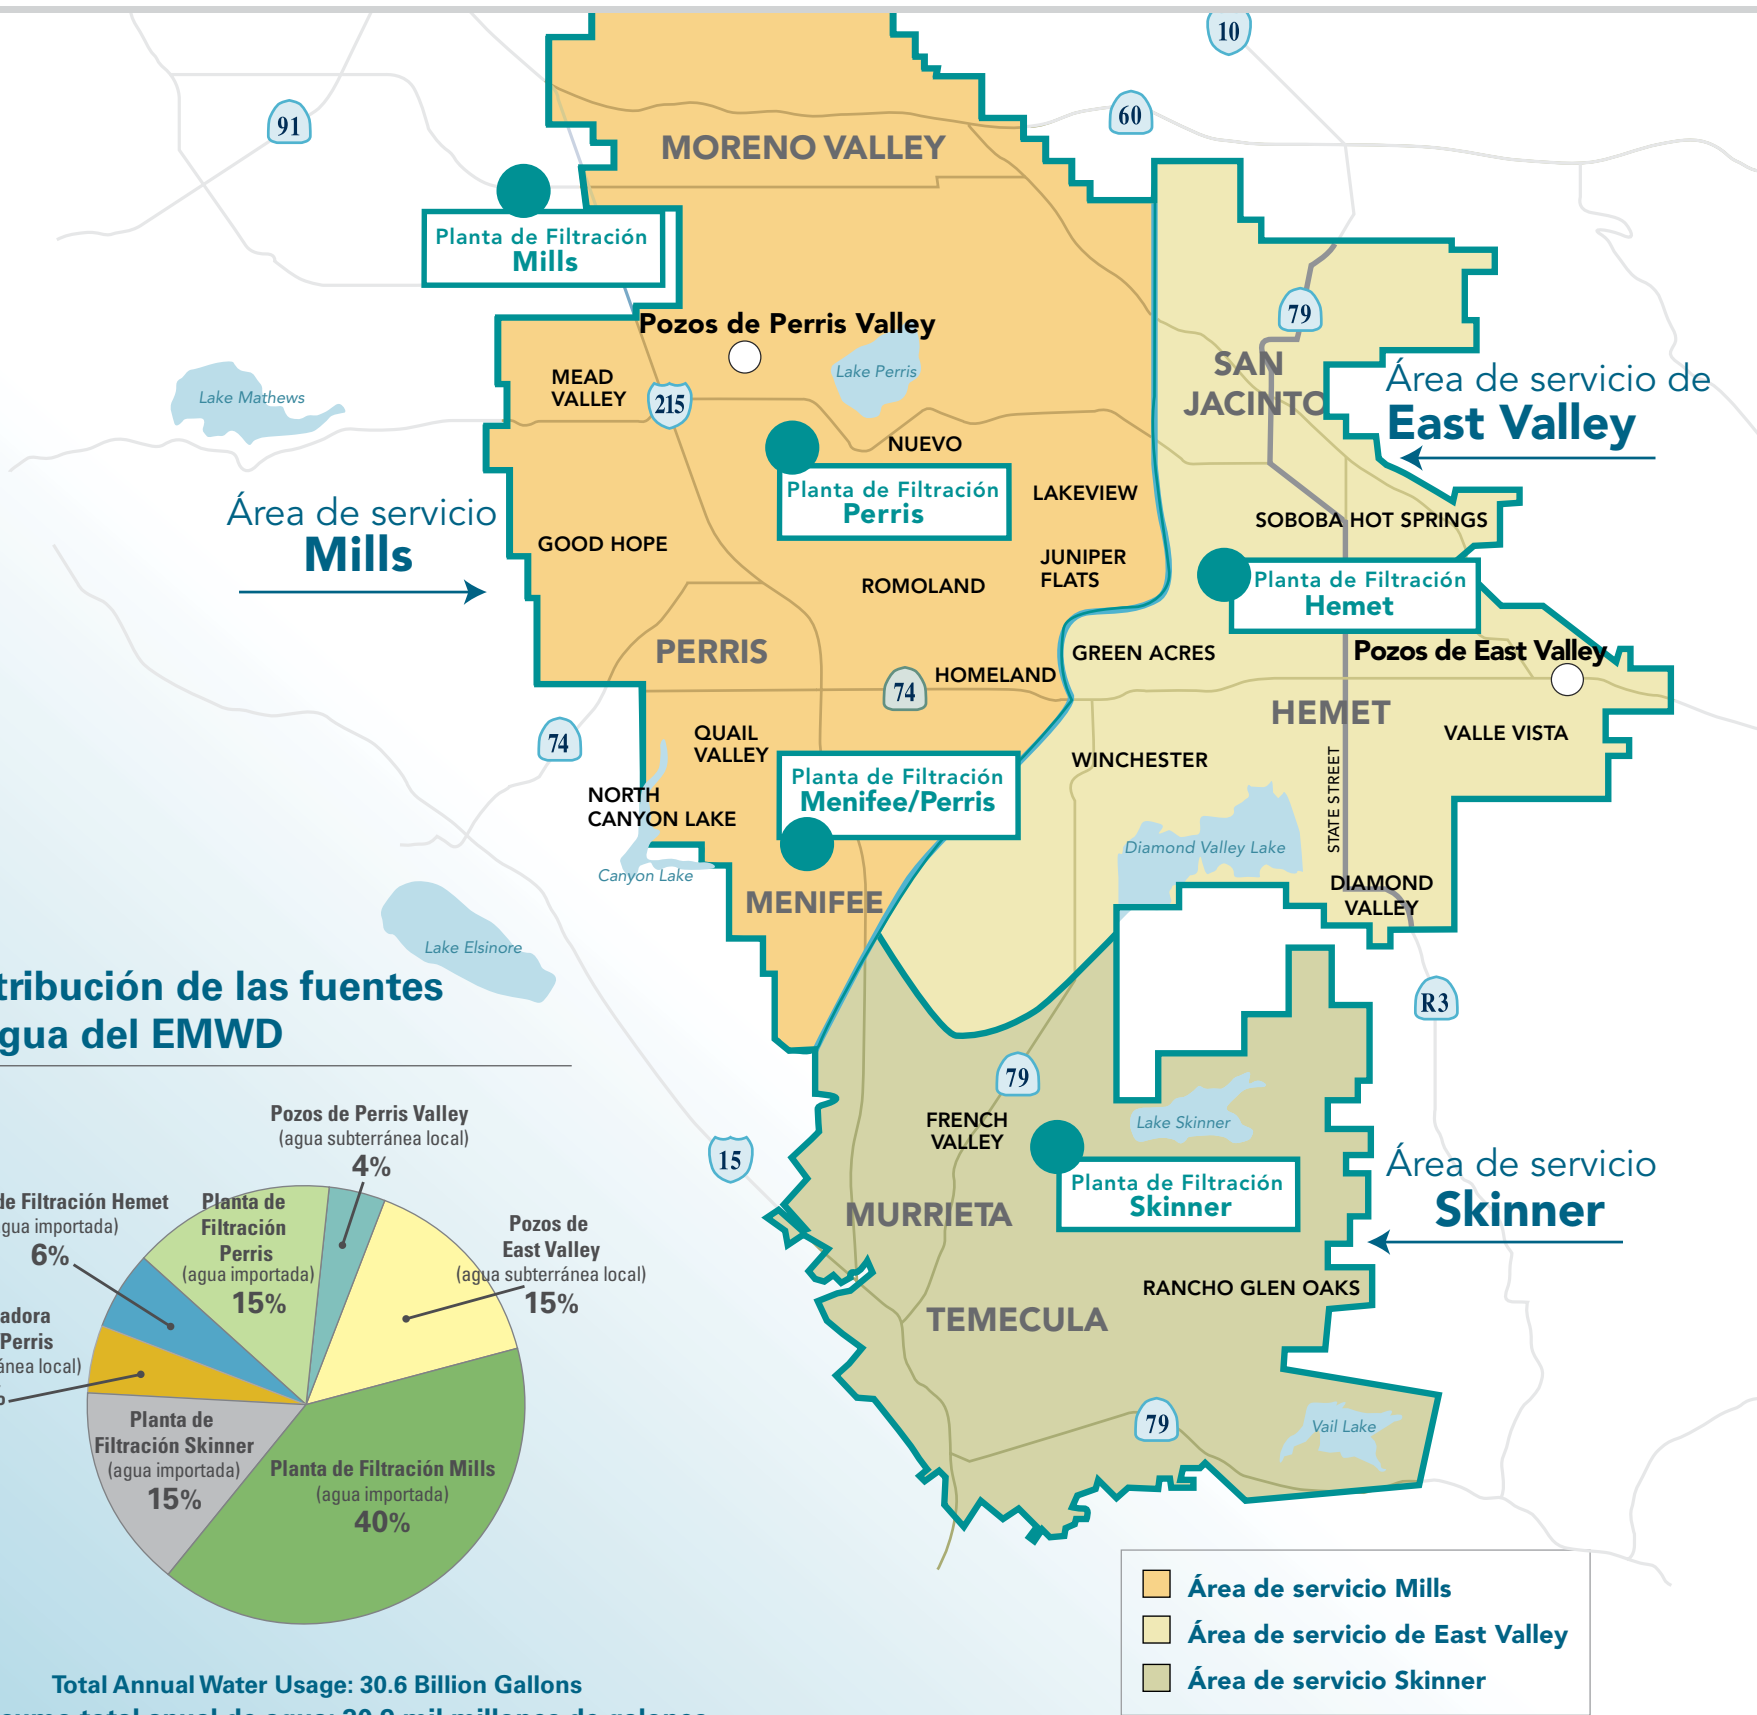 10
91
60
MORENO VALLEY
Planta de Filtración
Mills
Pozos de Perris Valley
79
SAN
JACINTO
Lake Perris
MEAD
VALLEY
215
Lake Mathews
Área de servicio de
East Valley
NUEVO
Planta de Filtración
Perris
LAKEVIEW
Área de servicio
Mills
SOBOBA HOT SPRINGS
GOOD HOPE
JUNIPER
FLATS
ROMOLAND
Planta de Filtración
Hemet
PERRIS
GREEN ACRES
Pozos de East Valley
HOMELAND
74
HEMET
74
QUAIL
VALLEY
VALLE VISTA
WINCHESTER
STATE STREET
Planta de Filtración
Menifee/Perris
NORTH
CANYON LAKE
Diamond Valley Lake
Canyon Lake
DIAMOND
VALLEY
MENIFEE
Lake Elsinore
R3
tribución de las fuentes
gua del EMWD
79
FRENCH
VALLEY
Lake Skinner
15
Planta de Filtración
Skinner
Área de servicio
Skinner
MURRIETA
RANCHO GLEN OAKS
TEMECULA
79
Vail Lake
Pozos de Perris Valley
(agua subterránea local)
4%
de Filtración Hemet
gua importada)
6%
Planta de
Filtración
Perris
(agua importada)
15%
Pozos de
East Valley
(agua subterránea local)
15%
adora
Perris
ánea local)
Planta de
Filtración Skinner
(agua importada)
15%
Planta de Filtración Mills
(agua importada)
40%
Área de servicio Mills
Área de servicio de East Valley
Área de servicio Skinner
Total Annual Water Usage: 30.6 Billion Gallons